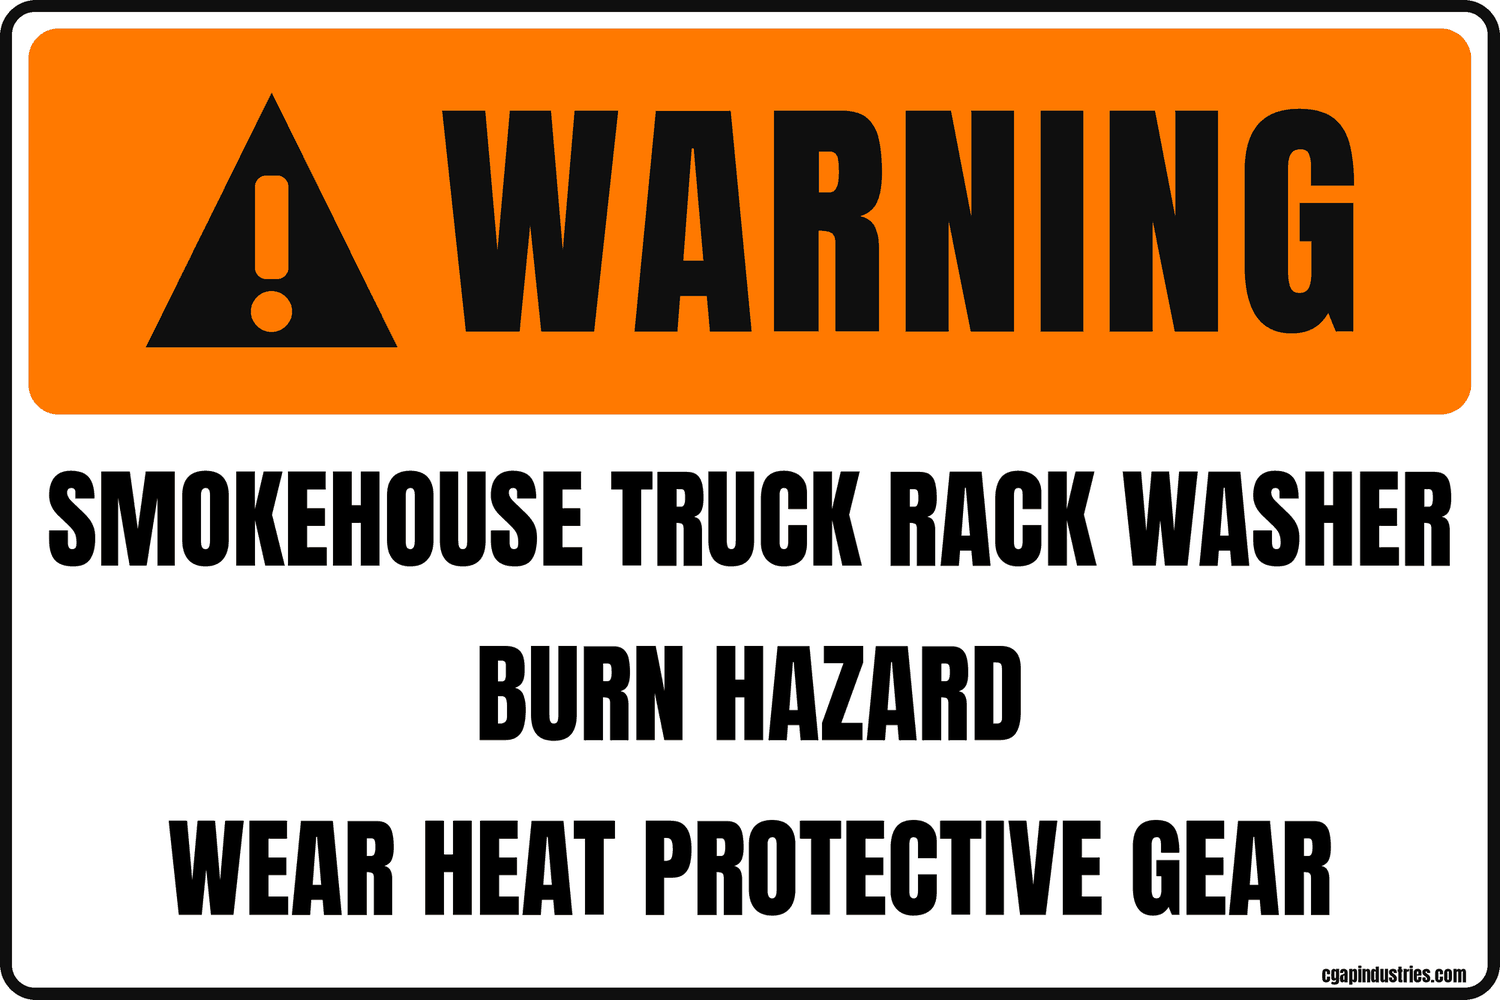 WARNING
SMOKEHOUSE TRUCK RACK WASHER
BURN HAZARD
WEAR HEAT PROTECTIVE GEAR
cgapindustries.com